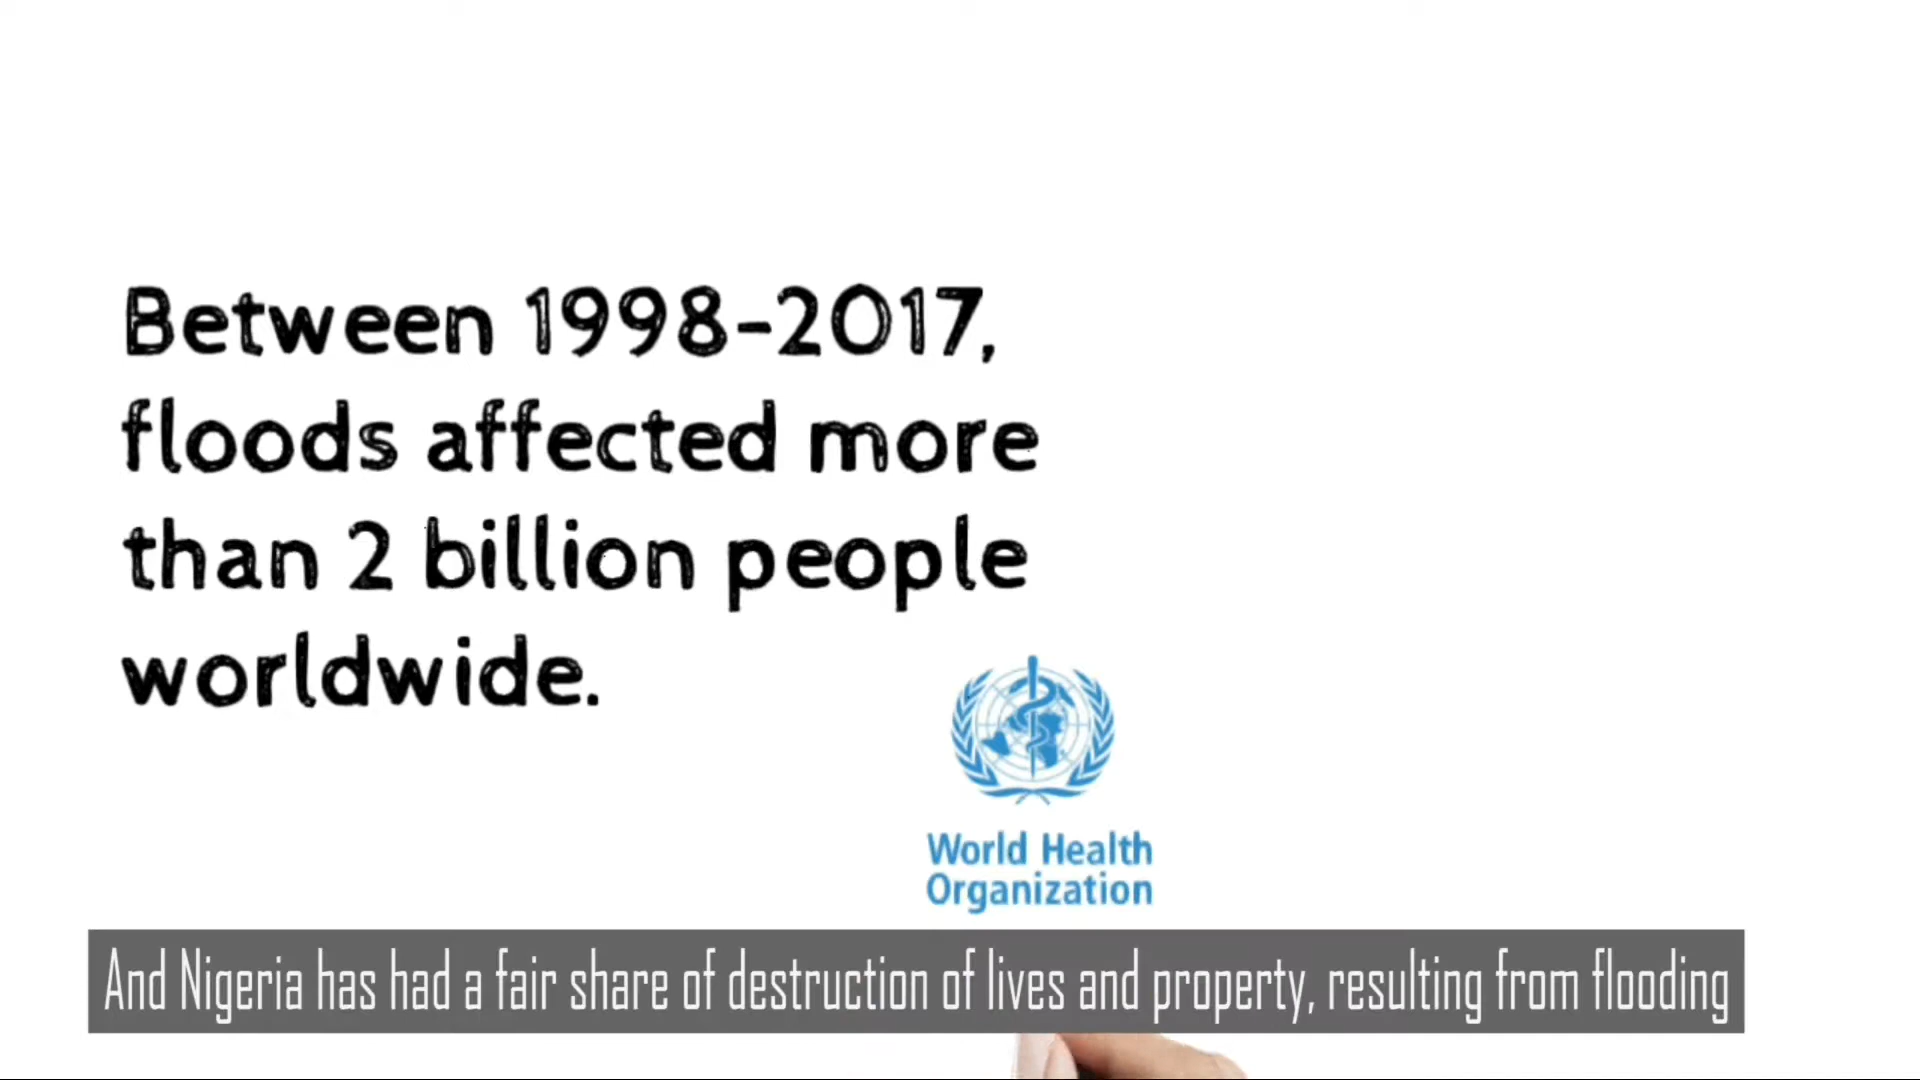 Between 1998-2017,
floods affected more
than 2 billion people
worldwide.
World Health
Organization
And Nigeria has had a fair share of destruction of lives and property, resulting from flooding